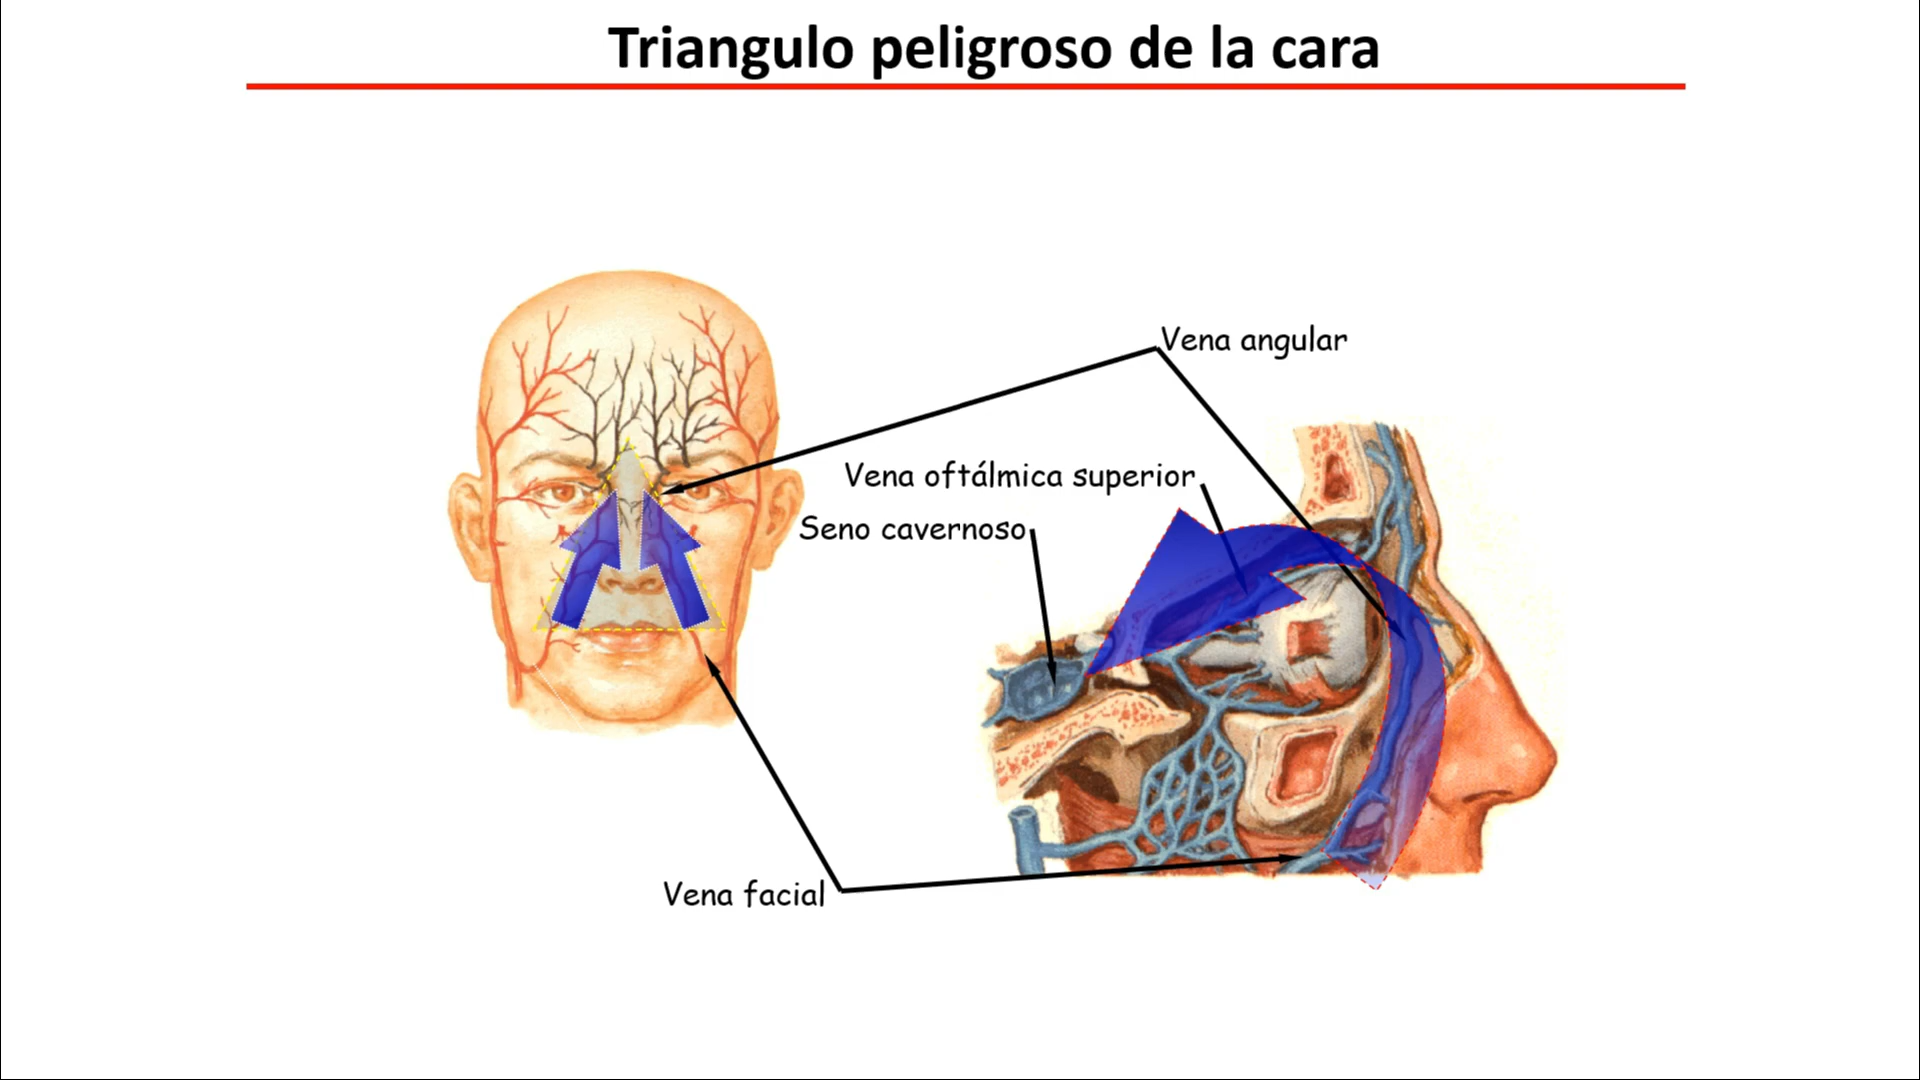 Triangulo peligroso de la cara
Vena angular
Vena oftálmica superior
Seno cavernoso
Vena facial